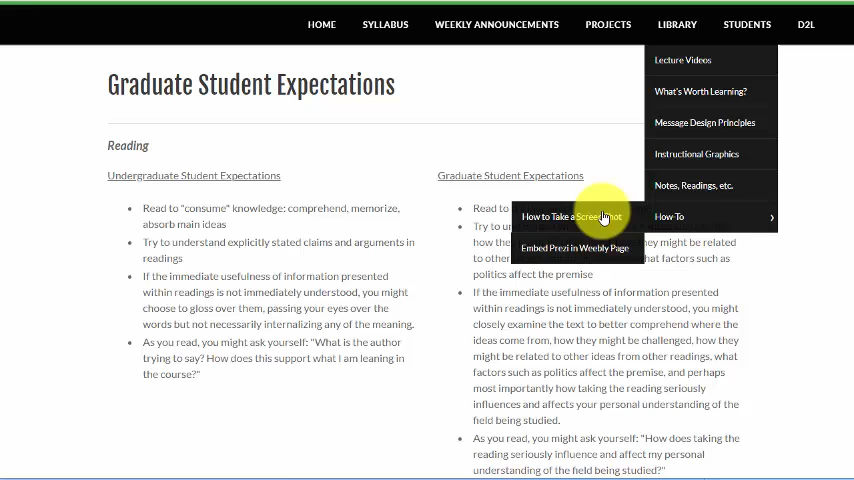 HOME SYLLABUS WEEKLY ANNOUNCEMENTS PROJECTS LIBRARY STUDENTS D2L
Lecture Videos
What's Worth Learning?
Message Design Principles
Instructional Graphics
Notes, Readings, etc.
How-To
How to Take a Screenshot
Embed Prezi in Weebly Page
Graduate Student Expectations
Reading
Undergraduate Student Expectations
Read to "consume" knowledge: comprehend, memorize,
absorb main ideas
Try to understand explicitly stated claims and arguments in
readings
If the immediate usefulness of information presented
within readings is not immediately understood, you might
choose to gloss over them, passing your eyes over the
words but not necessarily internalizing any of the meaning.
As you read, you might ask yourself: "What is the author
trying to say? How does this support what I am leaning in
the course?"
Graduate Student Expectations
Read to
Try to
how they might be related
to other what factors such as
politics affect the premise
If the immediate usefulness of information presented
within readings is not immediately understood, you might
closely examine the text to better comprehend where the
ideas come from, how they might be challenged, how they
might be related to other ideas from other readings, what
factors such as politics affect the premise, and perhaps
most importantly how taking the reading seriously
influences and affects your personal understanding of the
field being studied.
As you read, you might ask yourself: "How does taking the
reading seriously influence and affect my personal
understanding of the field being studied?"